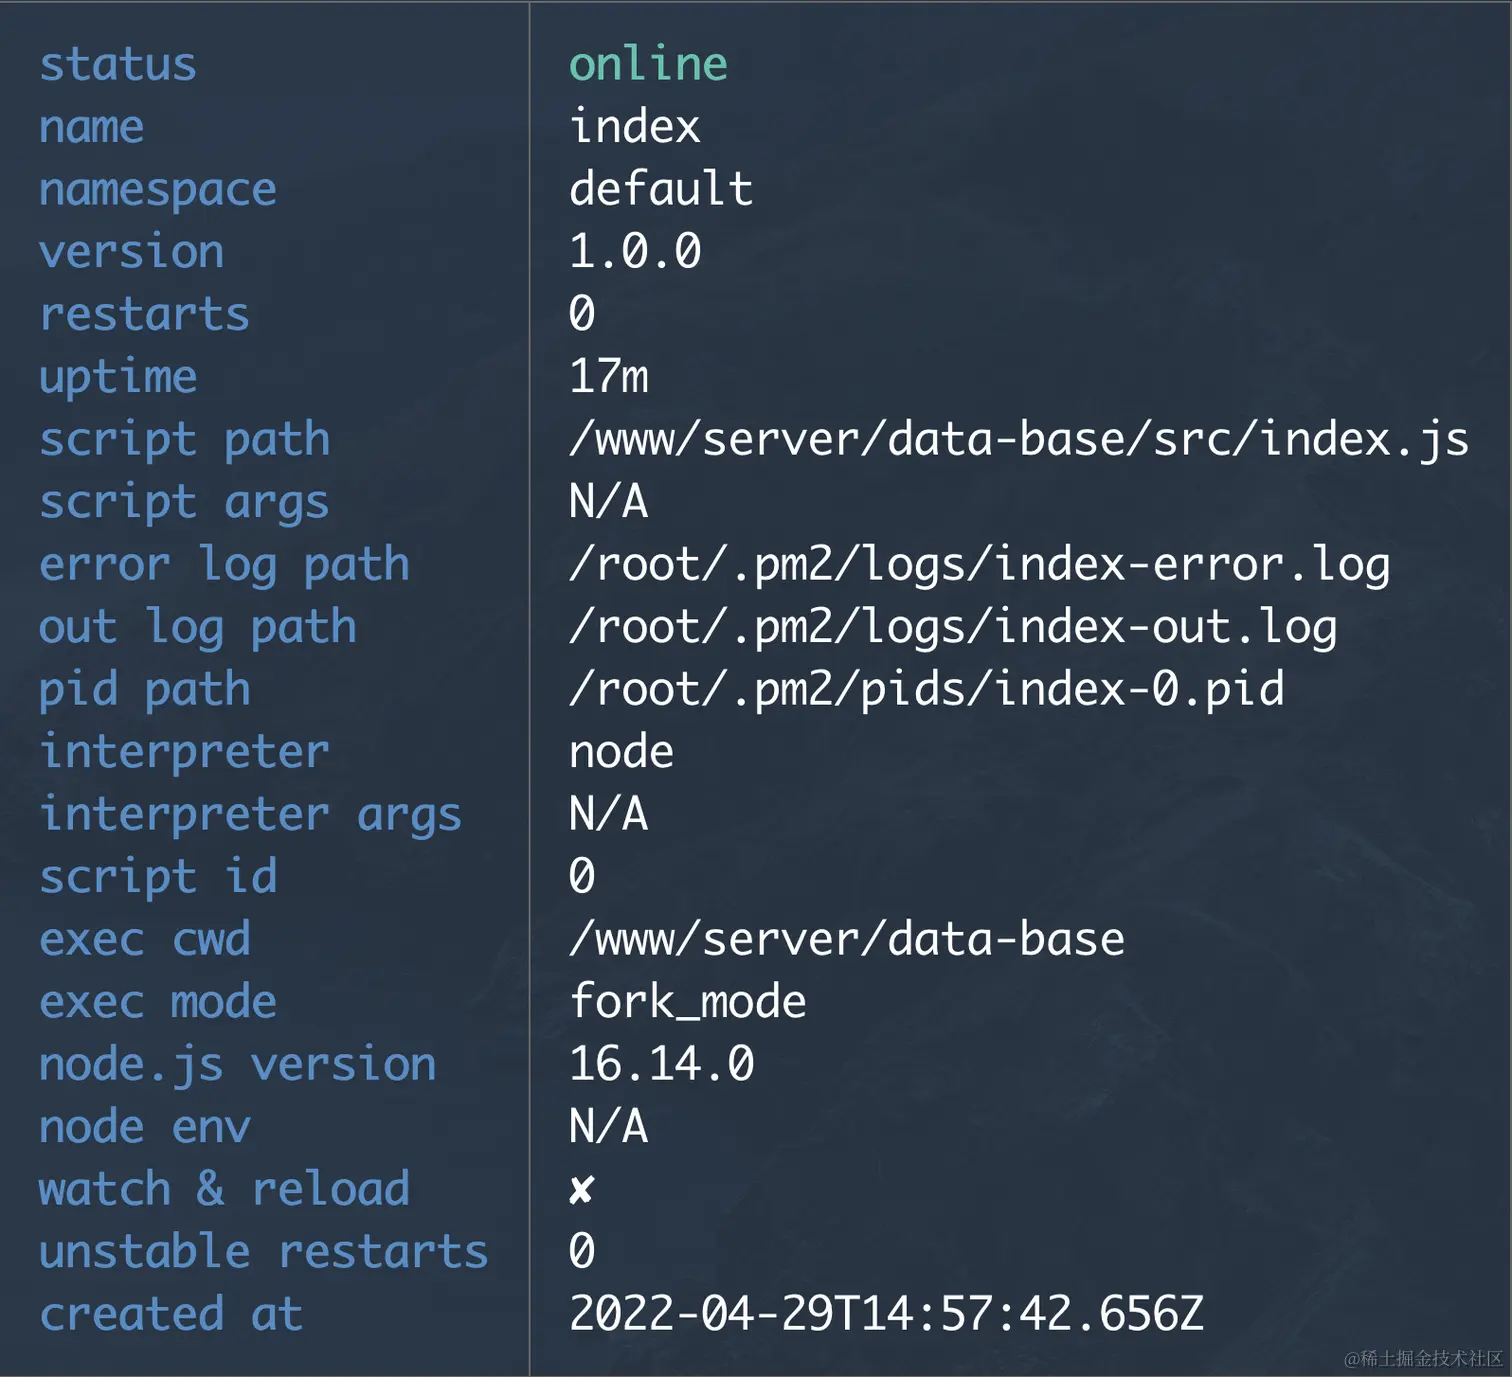 status online
name index
namespace default
version 1.0.0
restarts 0
uptime 17m
script path /www/server/data-base/src/index.js
script args N/A
error log path /root/.pm2/logs/index-error.log
out log path /root/.pm2/logs/index-out.log
pid path /root/.pm2/pids/index-0.pid
interpreter node
interpreter args N/A
script id 0
exec cwd /www/server/data-base
exec mode fork_mode
node.js version 16.14.0
node env N/A
watch & reload ✘
unstable restarts 0
created at 2022-04-29T14:57:42.656Z
@稀土掘金技术社区